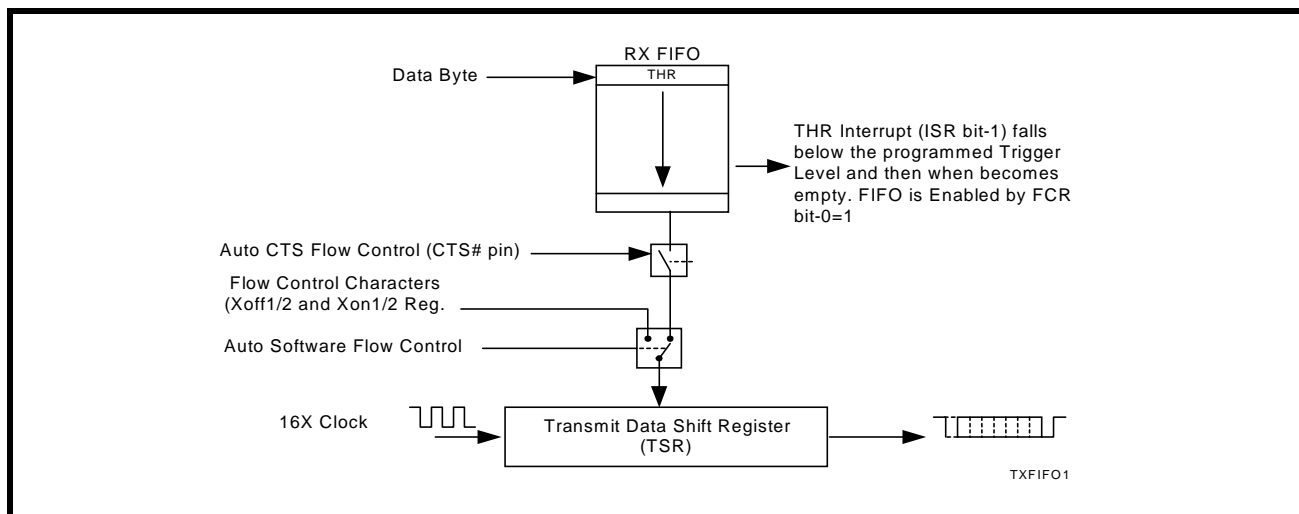 RX FIFO
THR
Data Byte
THR Interrupt (ISR bit-1) falls
below the programmed Trigger
Level and then when becomes
empty. FIFO is Enabled by FCR
bit-0=1
Auto CTS Flow Control (CTS# pin)
Flow Control Characters
(Xoff1/2 and Xon1/2 Reg.
Auto Software Flow Control
16X Clock
Transmit Data Shift Register
(TSR)
TXFIFO1